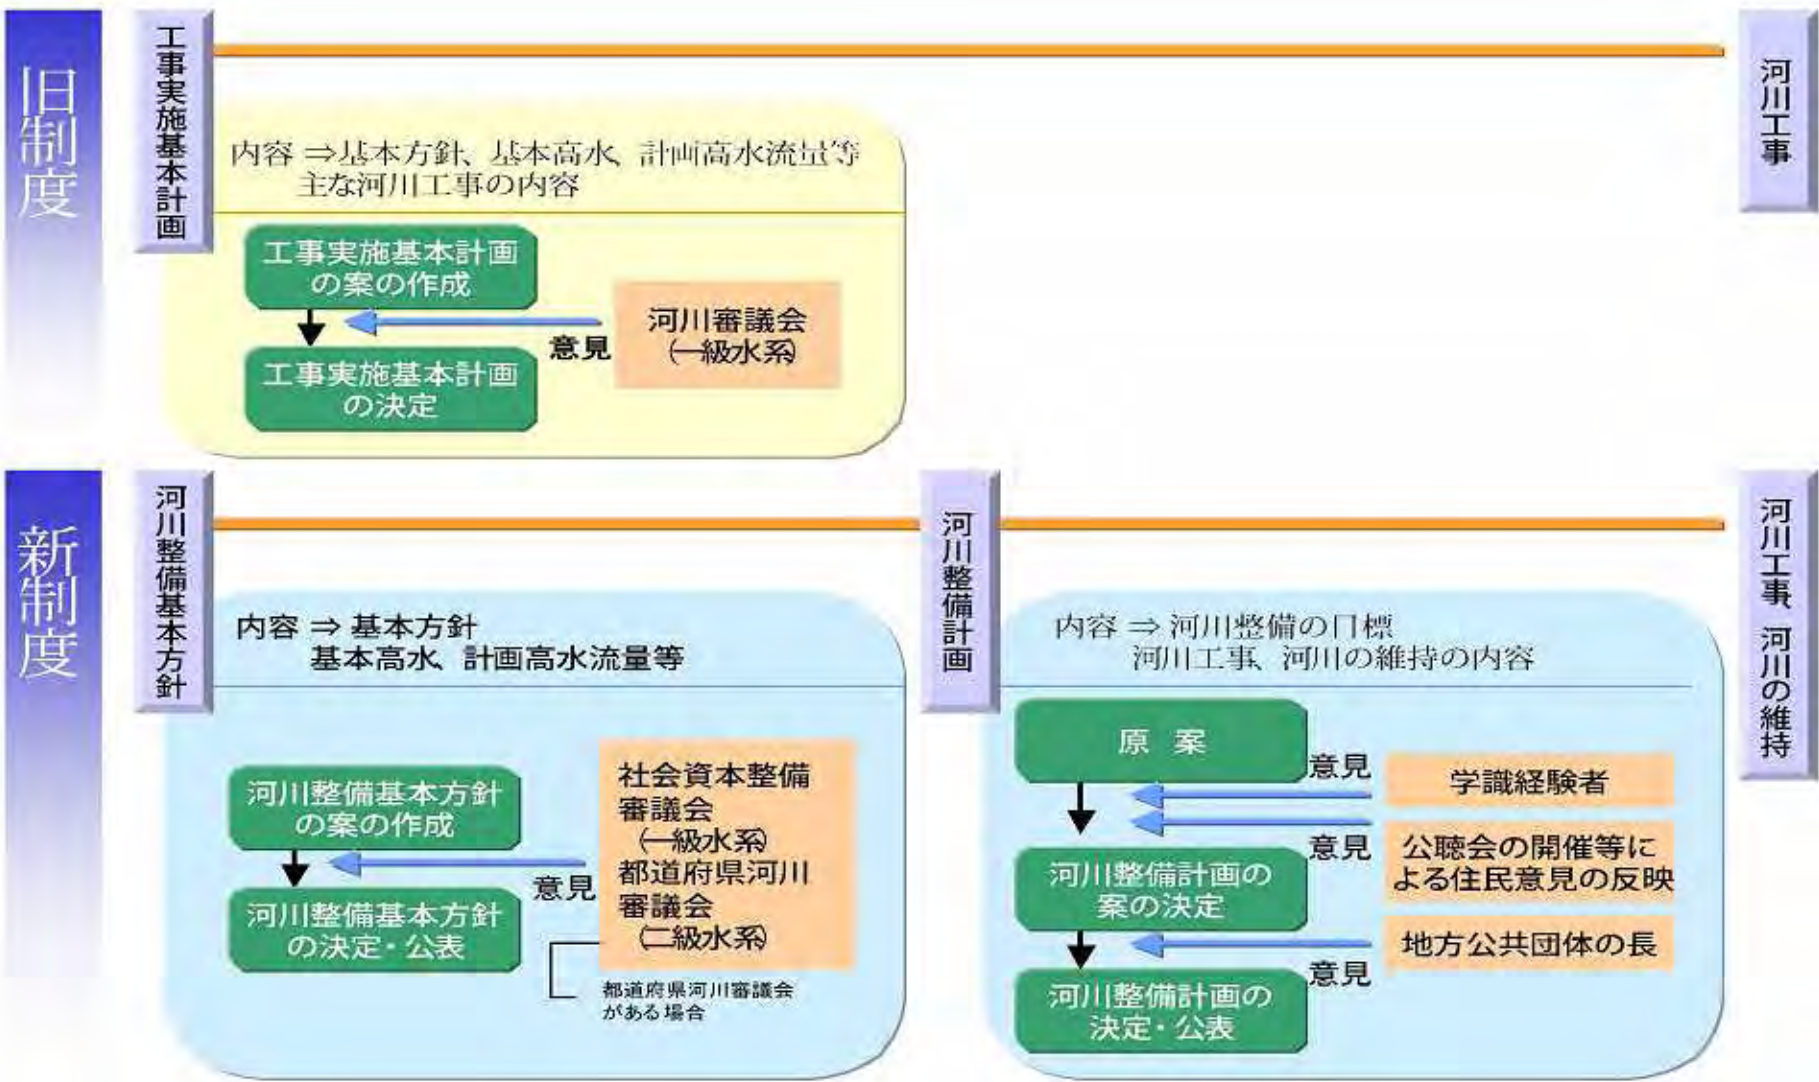 旧制度
工事実施基本計画
河川工事
内容 ⇒基本方針、基本高水、計画高水流量等
主な河川工事の内容
工事実施基本計画
の案の作成
意見
河川審議会
(一級水系)
工事実施基本計画
の決定
新制度
河川整備基本方針
河川整備計画
河川工事、河川の維持
内容 ⇒ 基本方針
基本高水、計画高水流量等
河川整備基本方針
の案の作成
意見
社会資本整備
審議会
(一級水系)
都道府県河川
審議会
(二級水系)
河川整備基本方針
の決定・公表
都道府県河川審議会
がある場合
内容 ⇒ 河川整備の目標
河川工事、河川の維持の内容
原 案
意見
学識経験者
意見
公聴会の開催等に
よる住民意見の反映
河川整備計画の
案の決定
意見
地方公共団体の長
河川整備計画の
決定・公表